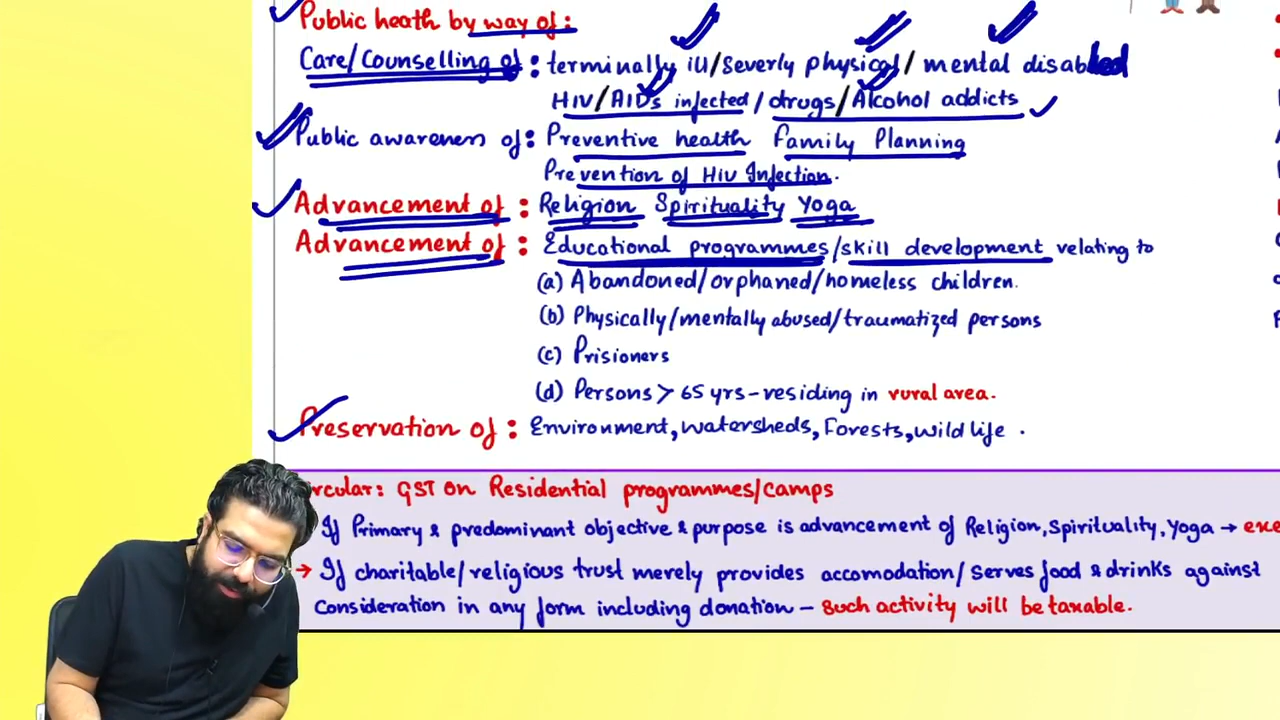 Public heath by way of:
Care/Counselling of: terminally ill/severly physical/mental disabled
HIV/AIDs infected/drugs/Alcohol addicts
Public awareness of: Preventive health Family Planning
Prevention of Hiv Infection.
Advancement of: Religion Spirituality Yoga
Advancement of: Educational programmes/skill development relating to
(a) Abandoned/orphaned/homeless children.
(b) Physically/mentally abused/traumatized persons
(c) Prisioners
(d) Persons > 65 yrs-residing in rural area.
Preservation of: Environment, watersheds, Forests, wild life .
rcular: GST on Residential programmes/camps
If Primary & predominant objective & purpose is advancement of Religion, Spirituality, Yoga → exe
→ If charitable/religious trust merely provides accomodation/serves food & drinks against
consideration in any form including donation – such activity will be taxable.